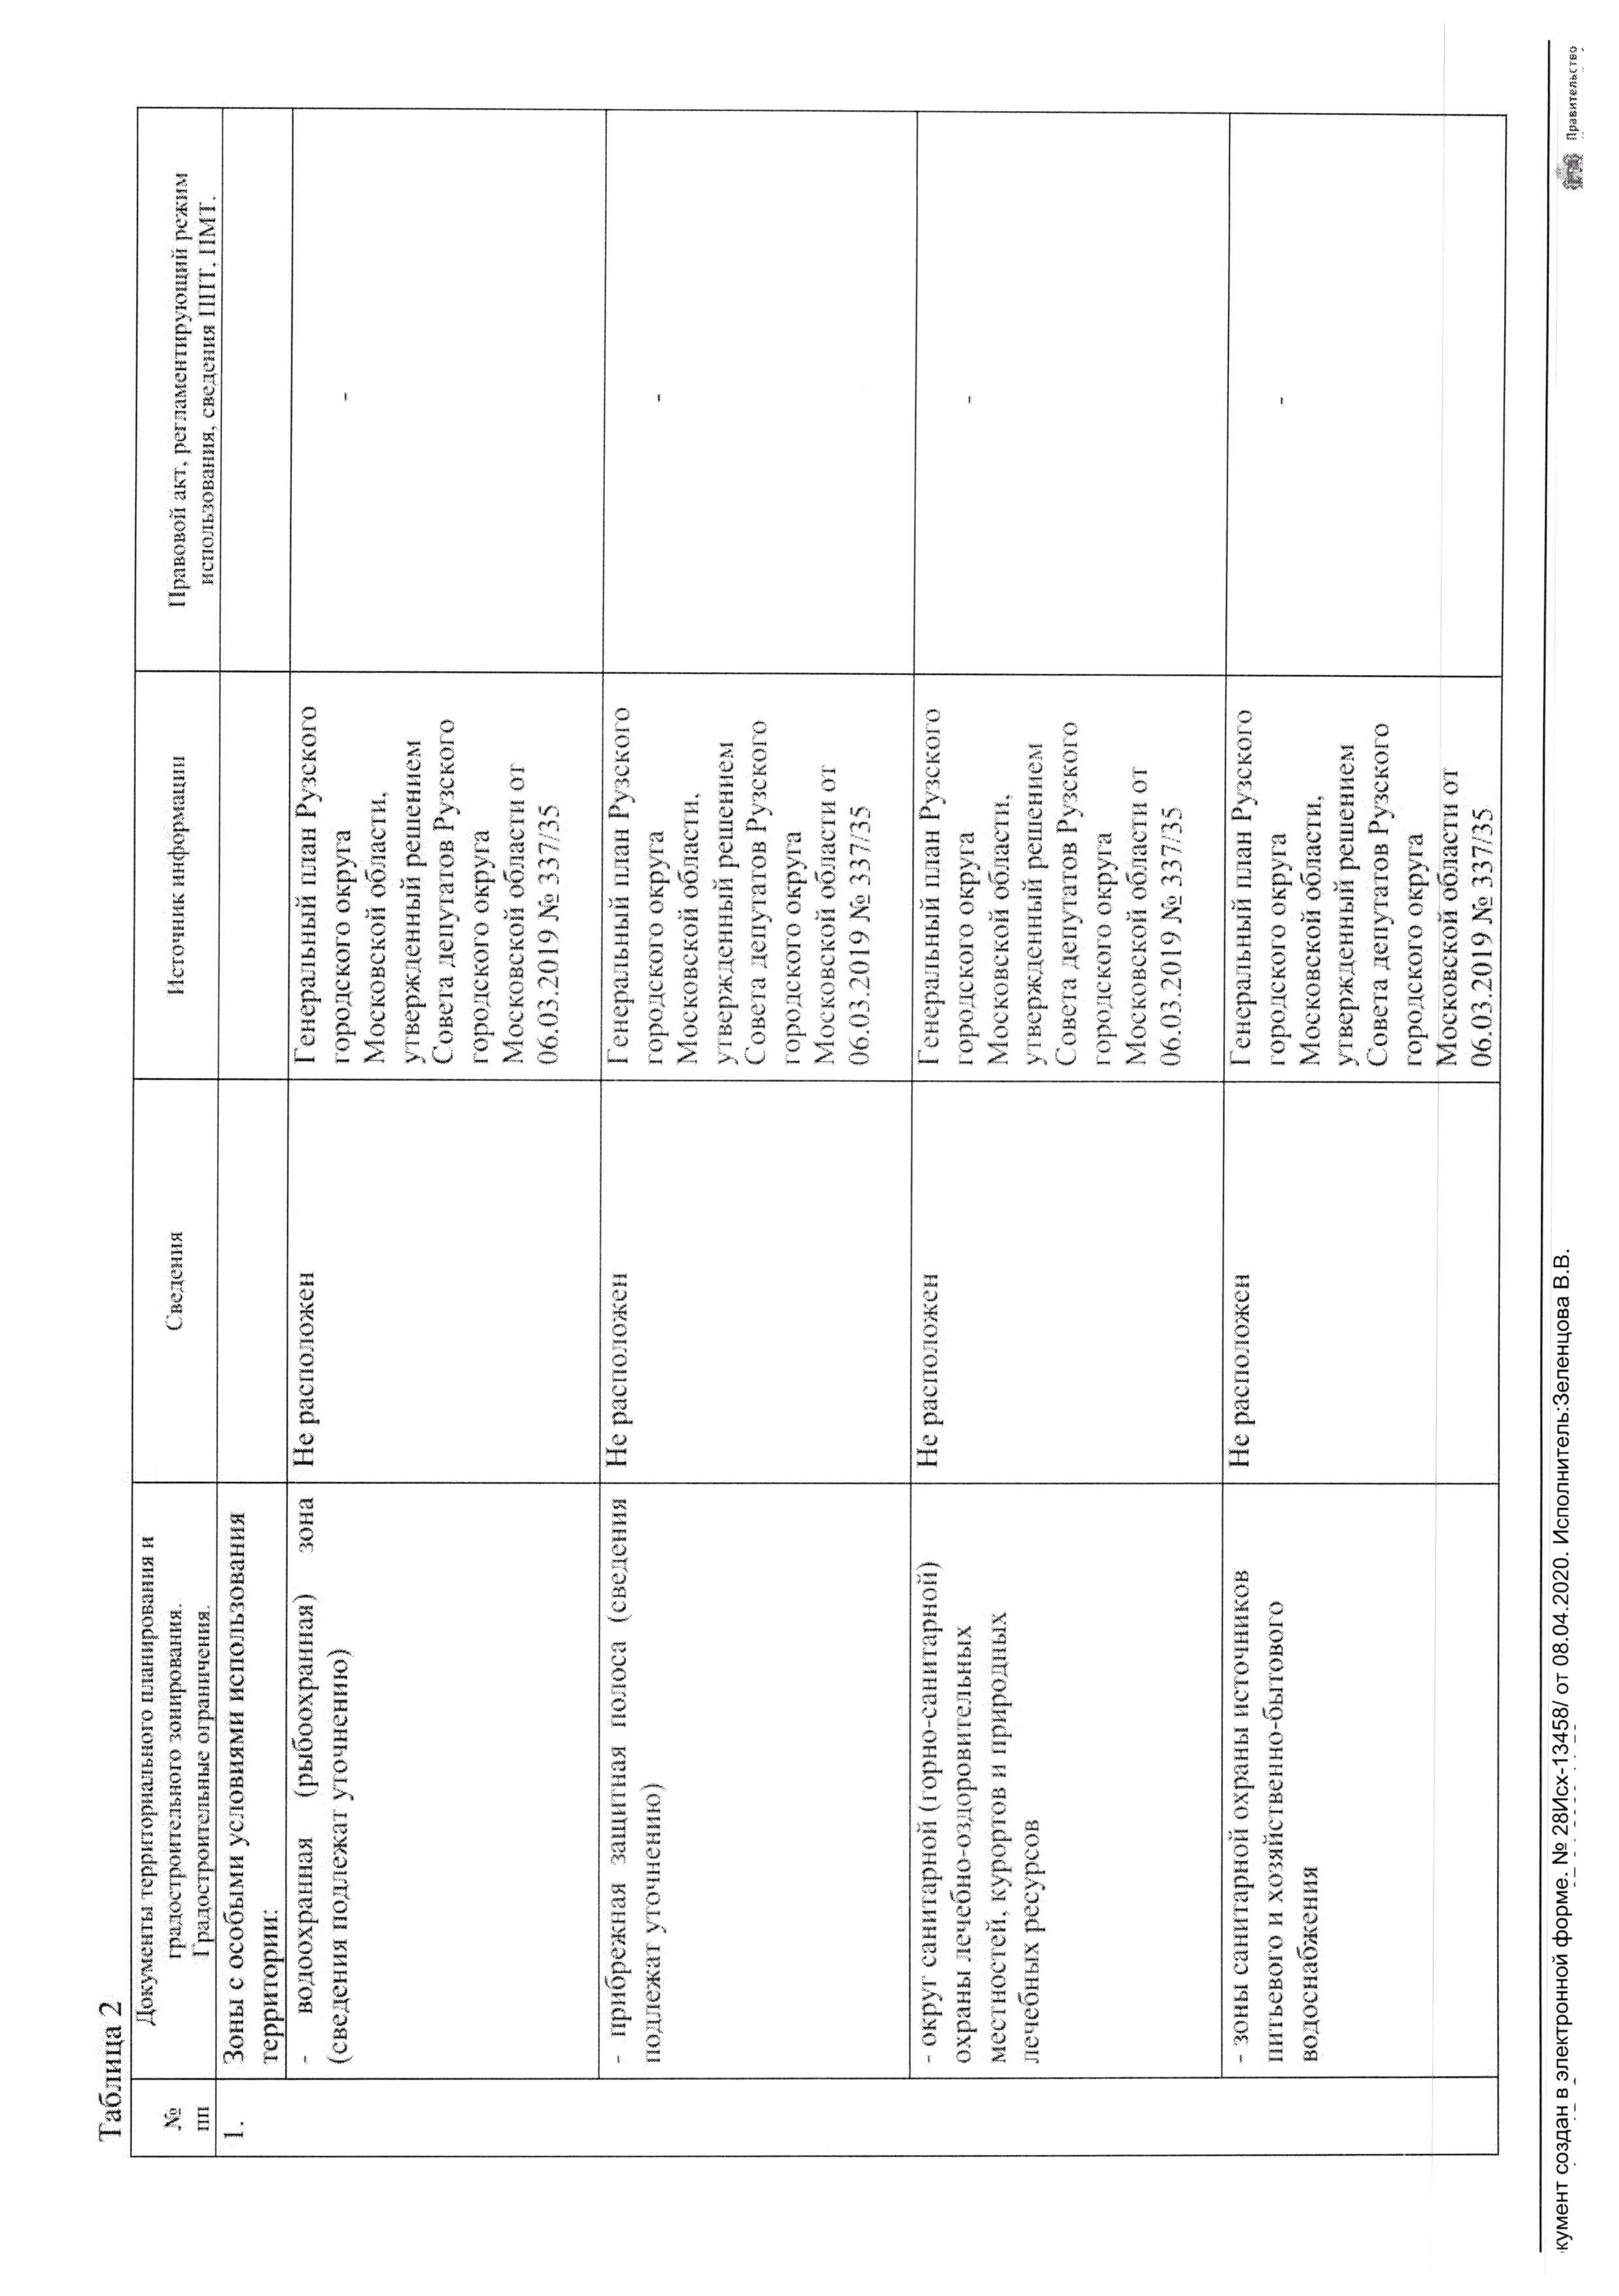 Таблица 2
№
пп
Документы территориального планирования и
градостроительного зонирования.
Градостроительные ограничения.
Сведения
Источник информации
Правовой акт, регламентирующий режим
использования, сведения ППТ, ПМТ.
1.
Зоны с особыми условиями использования
территории:
- водоохранная (рыбоохранная) зона
(сведения подлежат уточнению)
Не расположен
Генеральный план Рузского
городского округа
Московской области,
утвержденный решением
Совета депутатов Рузского
городского округа
Московской области от
06.03.2019 № 337/35
-
- прибрежная защитная полоса (сведения
подлежат уточнению)
Не расположен
Генеральный план Рузского
городского округа
Московской области,
утвержденный решением
Совета депутатов Рузского
городского округа
Московской области от
06.03.2019 № 337/35
-
- округ санитарной (горно-санитарной)
охраны лечебно-оздоровительных
местностей, курортов и природных
лечебных ресурсов
Не расположен
Генеральный план Рузского
городского округа
Московской области,
утвержденный решением
Совета депутатов Рузского
городского округа
Московской области от
06.03.2019 № 337/35
-
- зоны санитарной охраны источников
питьевого и хозяйственно-бытового
водоснабжения
Не расположен
Генеральный план Рузского
городского округа
Московской области,
утвержденный решением
Совета депутатов Рузского
городского округа
Московской области от
06.03.2019 № 337/35
-
кумент создан в электронной форме. № 28Исх-13458/ от 08.04.2020. Исполнитель:Зеленцова В.В.
Правительство